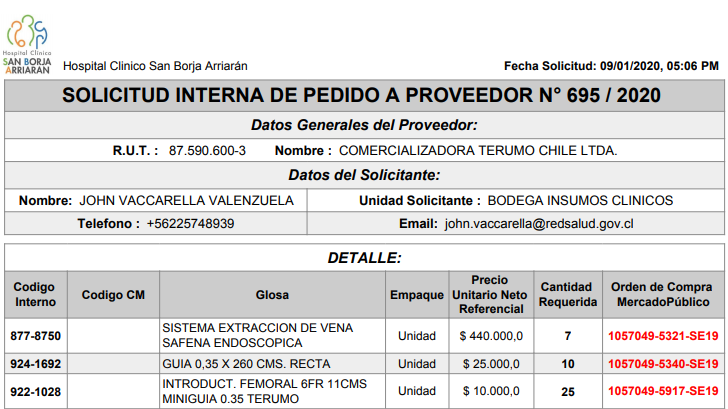 Hospital Clínico
SAN BORJA
ARRIARAN
Hospital Clinico San Borja Arriarán
Fecha Solicitud: 09/01/2020, 05:06 PM
SOLICITUD INTERNA DE PEDIDO A PROVEEDOR N° 695 / 2020
Datos Generales del Proveedor:
R.U.T. : 87.590.600-3 Nombre : COMERCIALIZADORA TERUMO CHILE LTDA.
Datos del Solicitante:
Nombre: JOHN VACCARELLA VALENZUELA Unidad Solicitante : BODEGA INSUMOS CLINICOS
Telefono : +56225748939 Email: john.vaccarella@redsalud.gov.cl
DETALLE:
Codigo Interno Codigo CM Glosa Empaque Precio Unitario Neto Referencial Cantidad Requerida Orden de Compra MercadoPúblico
877-8750 SISTEMA EXTRACCION DE VENA SAFENA ENDOSCOPICA Unidad $ 440.000,0 7 1057049-5321-SE19
924-1692 GUIA 0,35 X 260 CMS. RECTA Unidad $ 25.000,0 10 1057049-5340-SE19
922-1028 INTRODUCT. FEMORAL 6FR 11CMS MINIGUIA 0.35 TERUMO Unidad $ 10.000,0 25 1057049-5917-SE19